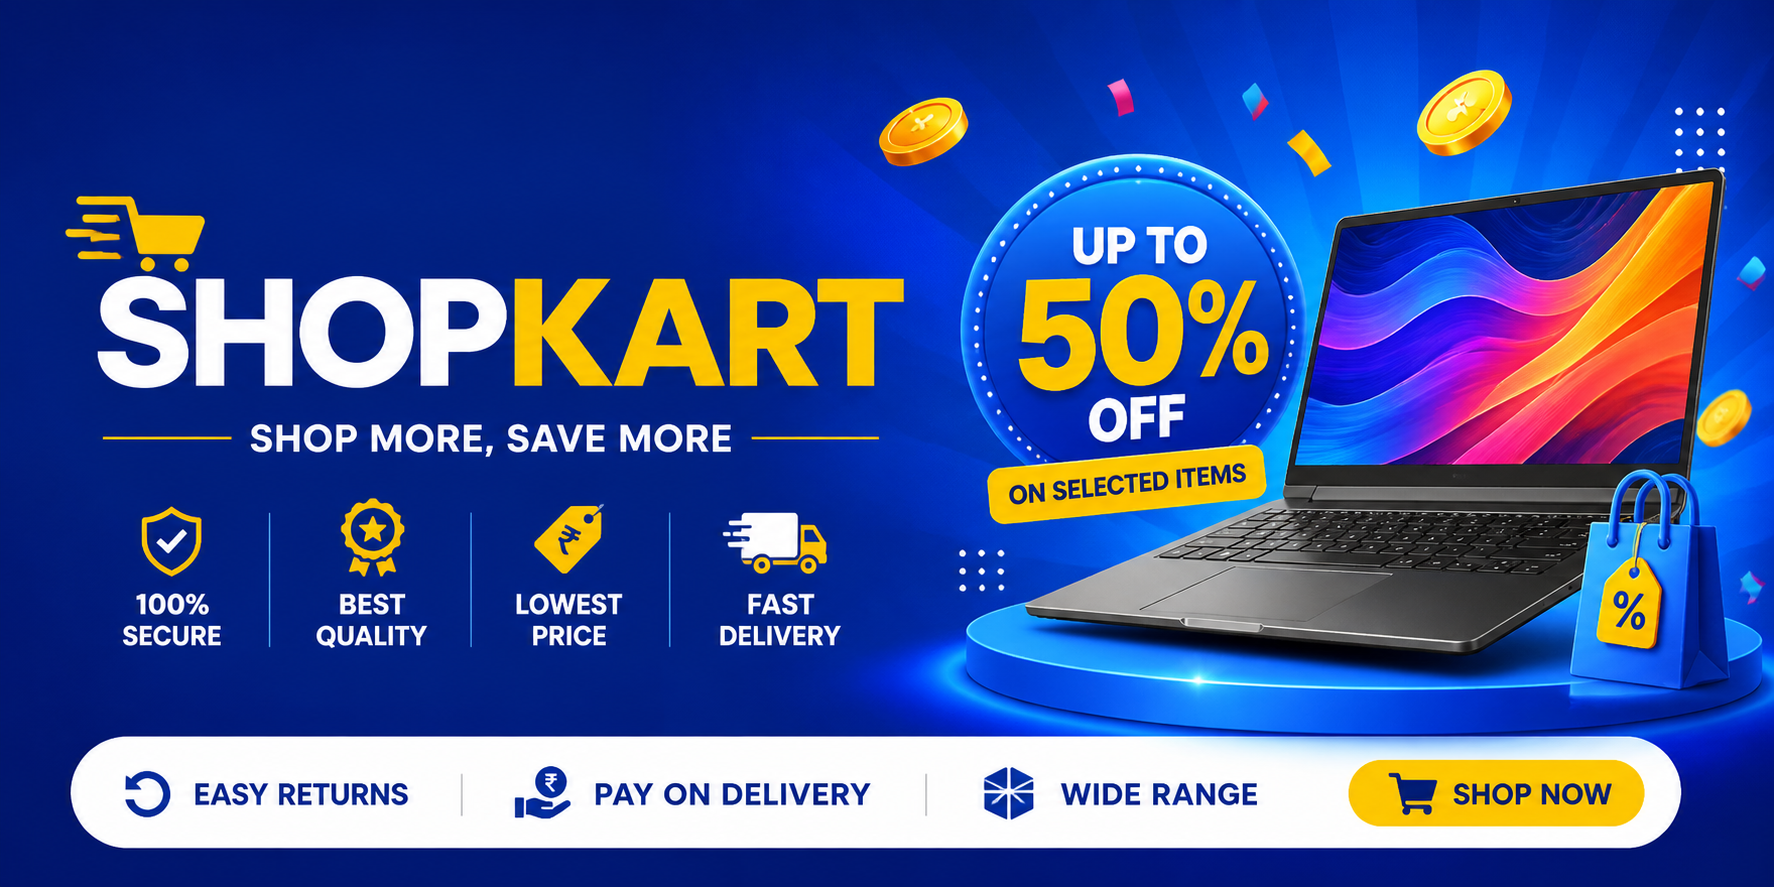 SHOPKART
SHOP MORE, SAVE MORE
100%
SECURE
BEST
QUALITY
₹
LOWEST
PRICE
FAST
DELIVERY
UP TO
50%
OFF
ON SELECTED ITEMS
%
EASY RETURNS
₹
PAY ON DELIVERY
WIDE RANGE
SHOP NOW